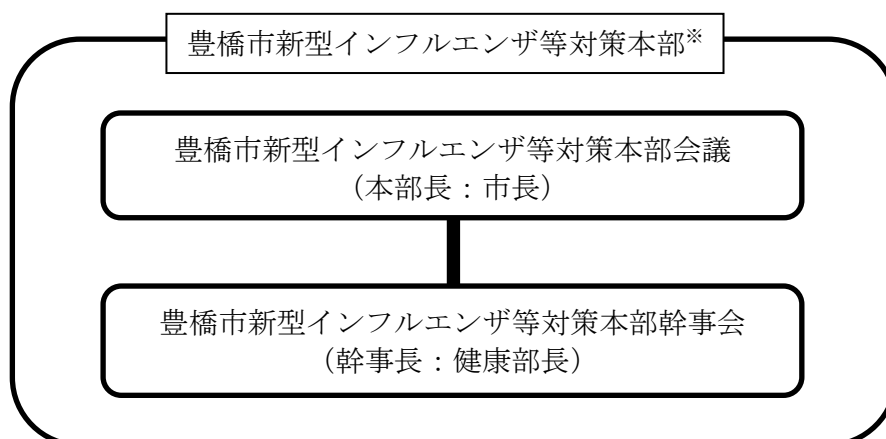 豊橋市新型インフルエンザ等対策本部※
豊橋市新型インフルエンザ等対策本部会議
（本部長：市長）
豊橋市新型インフルエンザ等対策本部幹事会
（幹事長：健康部長）